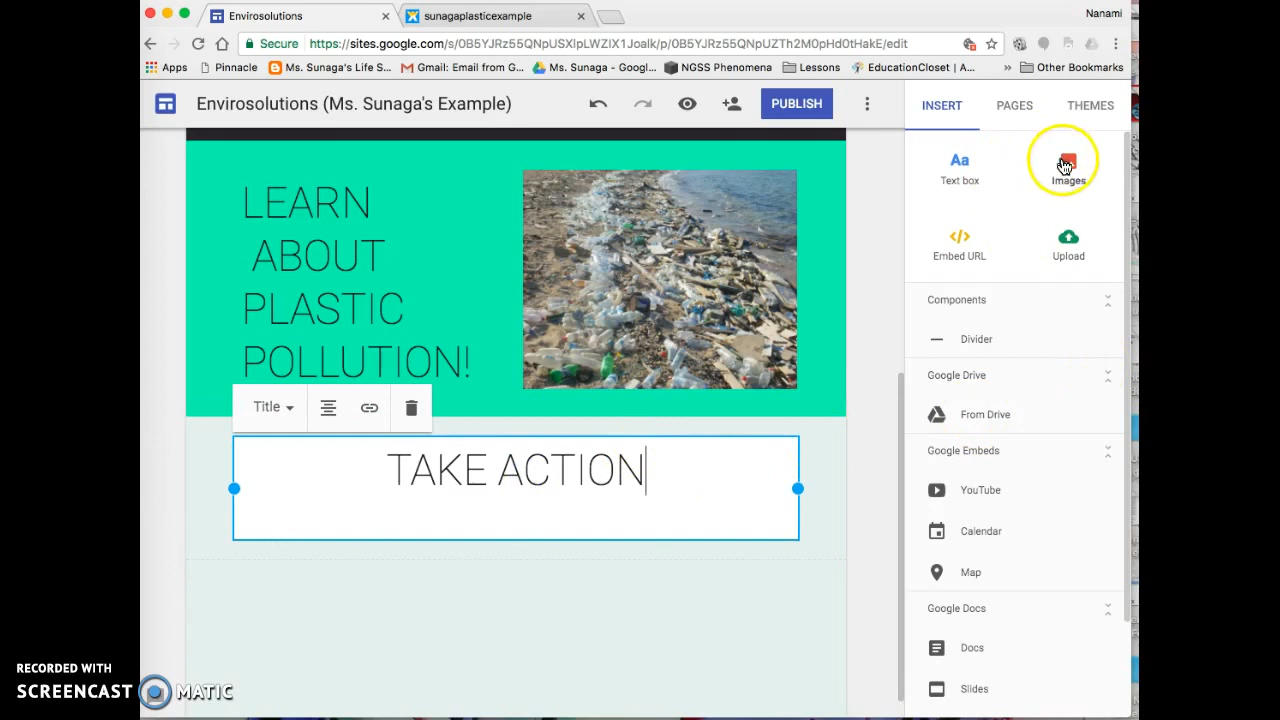 Envirosolutions
sunagaplasticexample
Nanami
Secure
https://sites.google.com/s/0B5YJRz55QNpUSXlpLWZIX1Joalk/p/0B5YJRz55QNpUZTh2M0pHd0tHakE/edit
Apps
Pinnacle
Ms. Sunaga's Life S...
Gmail: Email from G...
Ms. Sunaga - Googl...
NGSS Phenomena
Lessons
EducationCloset | A...
»
Other Bookmarks
Envirosolutions (Ms. Sunaga's Example)
PUBLISH
INSERT
PAGES
THEMES
Aa
Text box
Images
Embed URL
Upload
Components
Divider
Google Drive
From Drive
Google Embeds
YouTube
Calendar
Map
Google Docs
Docs
Slides
LEARN
ABOUT
PLASTIC
POLLUTION!
Title
TAKE ACTION
RECORDED WITH
SCREENCAST MATIC